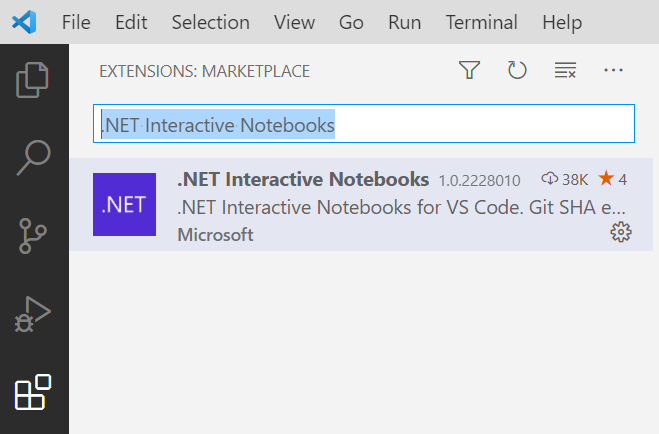 File Edit Selection View Go Run Terminal Help
EXTENSIONS: MARKETPLACE
.NET Interactive Notebooks
.NET Interactive Notebooks 1.0.2228010 38K 4
.NET
.NET Interactive Notebooks for VS Code. Git SHA e...
Microsoft